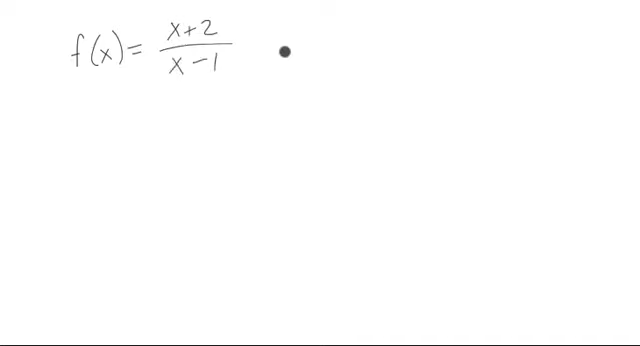 f(x) = (x+2)/(x-1)